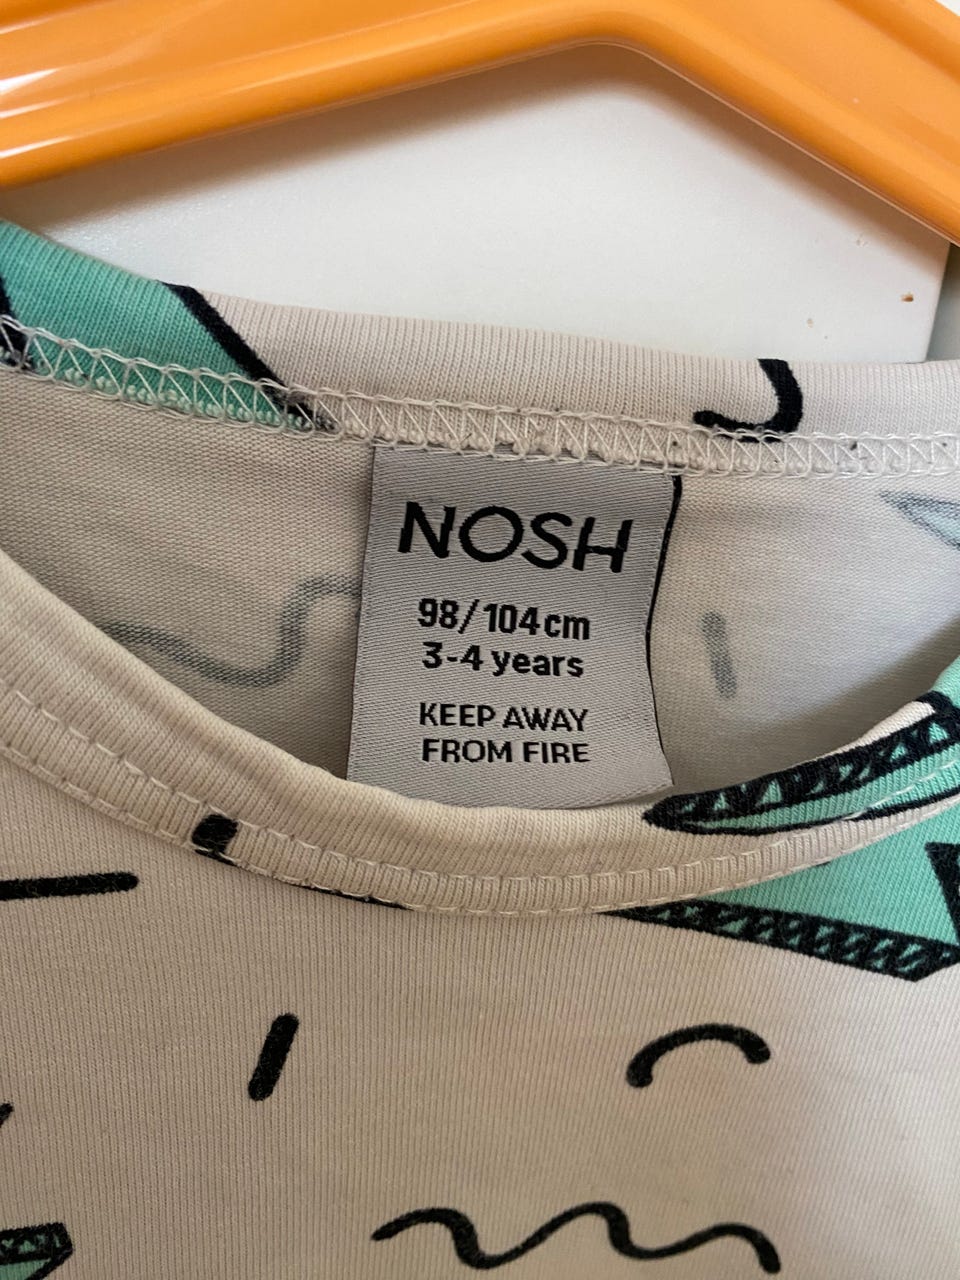 NOSH
98/104cm
3-4 years
KEEP AWAY
FROM FIRE